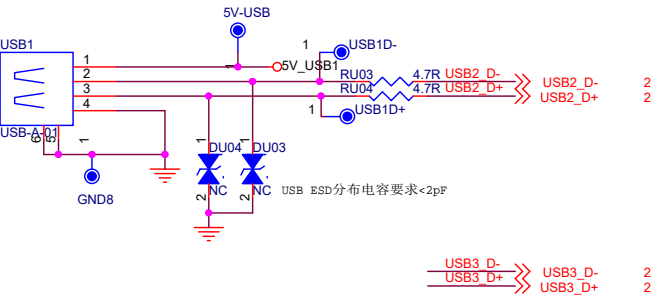 5V-USB
USB1
1 USB1D-
1
1 5V_USB1
2
RU03 4.7R USB2_D- USB2_D- 2
3
RU04 4.7R USB2_D+ USB2_D+ 2
4
1 USB1D+
USB-A-01
6 5 1
1 DU04 1 DU03
GND8
2 NC 2 NC USB ESD分布电容要求<2pF
USB3_D- USB3_D- 2
USB3_D+ USB3_D+ 2